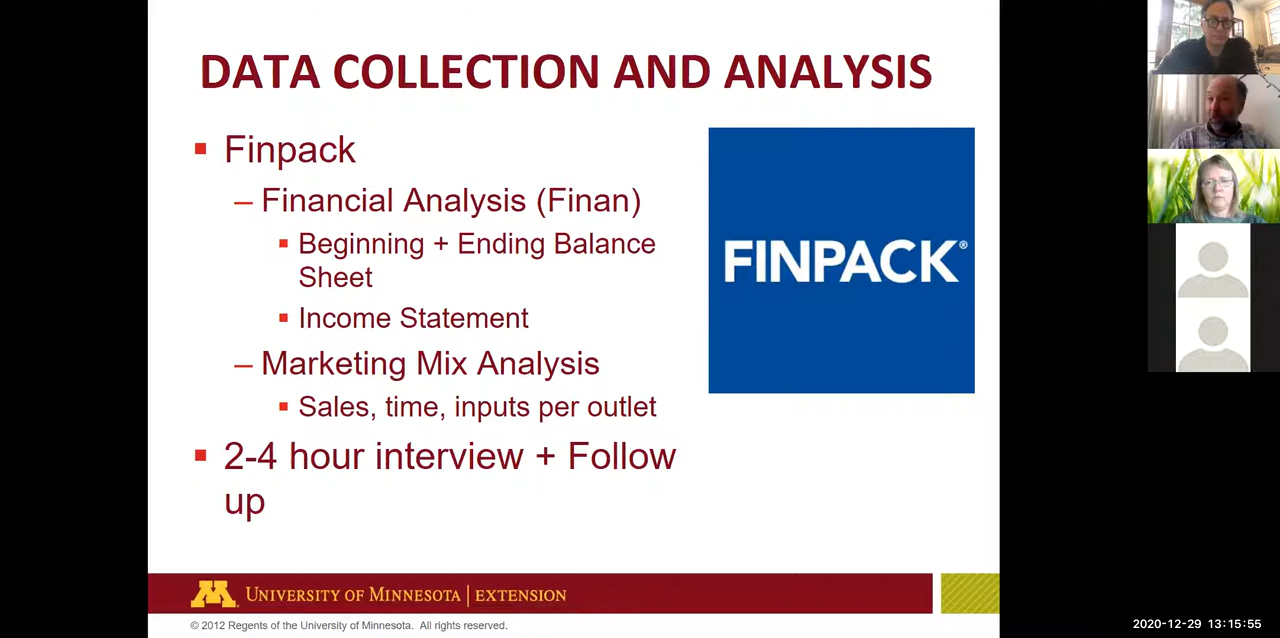 DATA COLLECTION AND ANALYSIS
▪ Finpack
– Financial Analysis (Finan)
▪ Beginning + Ending Balance
Sheet
▪ Income Statement
– Marketing Mix Analysis
▪ Sales, time, inputs per outlet
▪ 2-4 hour interview + Follow
up
FINPACK®
M UNIVERSITY OF MINNESOTA | EXTENSION
© 2012 Regents of the University of Minnesota. All rights reserved.
2020-12-29 13:15:55